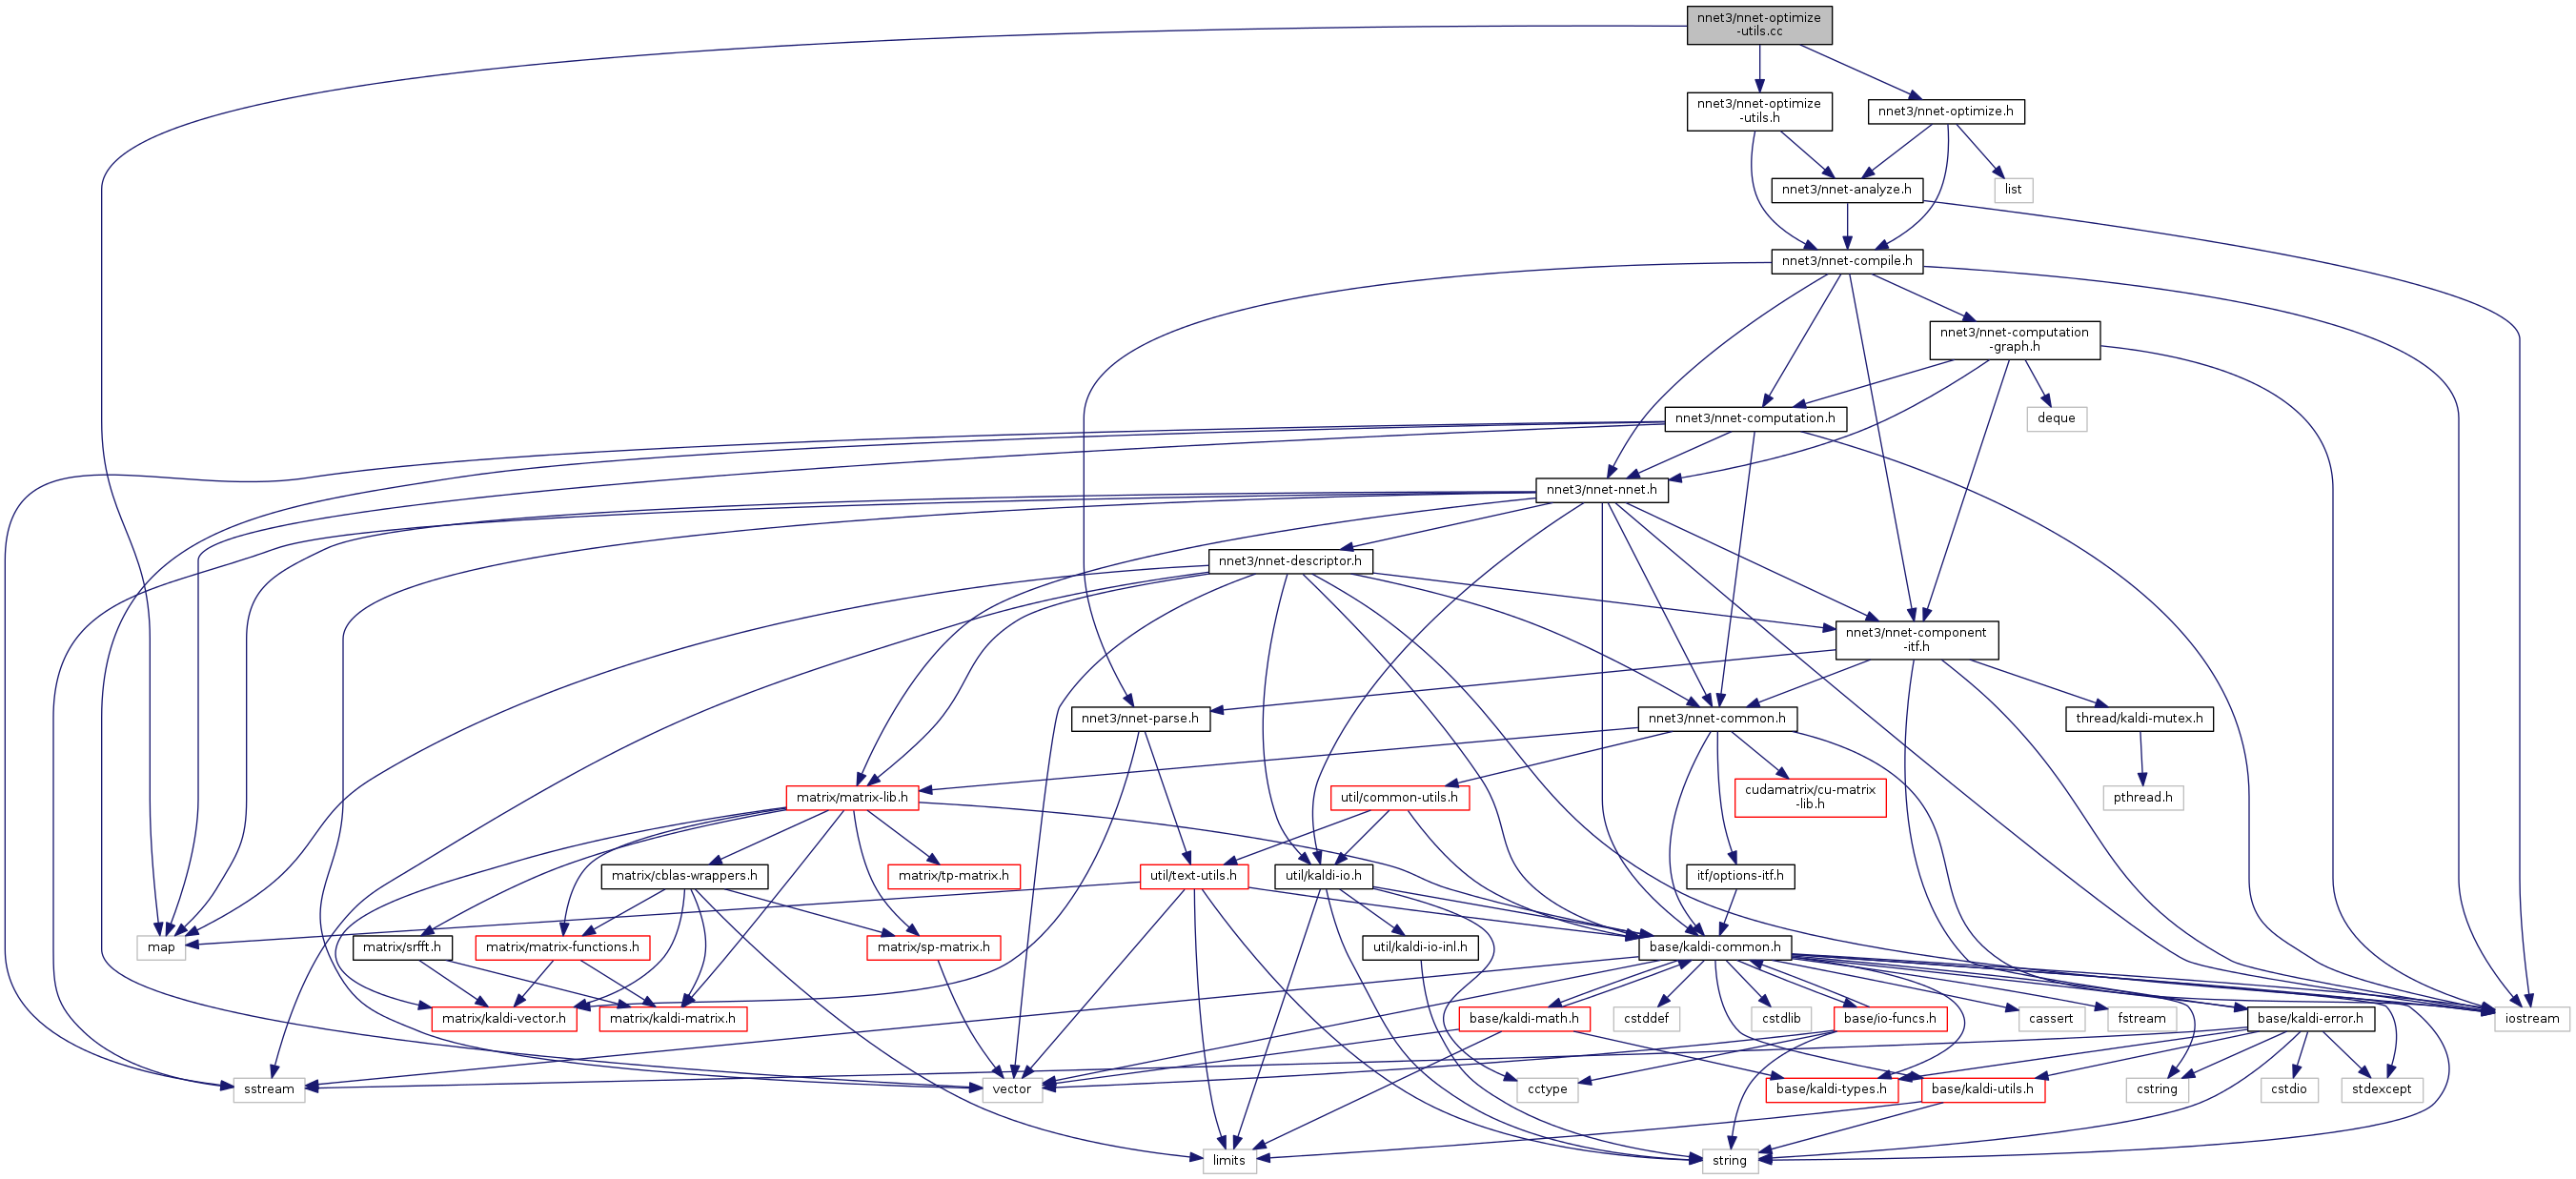 nnet3/nnet-optimize
-utils.cc
nnet3/nnet-optimize
-utils.h
nnet3/nnet-optimize.h
nnet3/nnet-analyze.h
list
nnet3/nnet-compile.h
nnet3/nnet-computation
-graph.h
nnet3/nnet-computation.h
deque
nnet3/nnet-nnet.h
nnet3/nnet-descriptor.h
nnet3/nnet-component
-itf.h
nnet3/nnet-parse.h
nnet3/nnet-common.h
thread/kaldi-mutex.h
matrix/matrix-lib.h
util/common-utils.h
cudamatrix/cu-matrix
-lib.h
pthread.h
matrix/cblas-wrappers.h
matrix/tp-matrix.h
util/text-utils.h
util/kaldi-io.h
itf/options-itf.h
map
matrix/srfft.h
matrix/matrix-functions.h
matrix/sp-matrix.h
util/kaldi-io-inl.h
base/kaldi-common.h
matrix/kaldi-vector.h
matrix/kaldi-matrix.h
base/kaldi-math.h
cstddef
cstdlib
base/io-funcs.h
cassert
fstream
base/kaldi-error.h
iostream
sstream
vector
cctype
base/kaldi-types.h
base/kaldi-utils.h
cstring
cstdio
stdexcept
limits
string